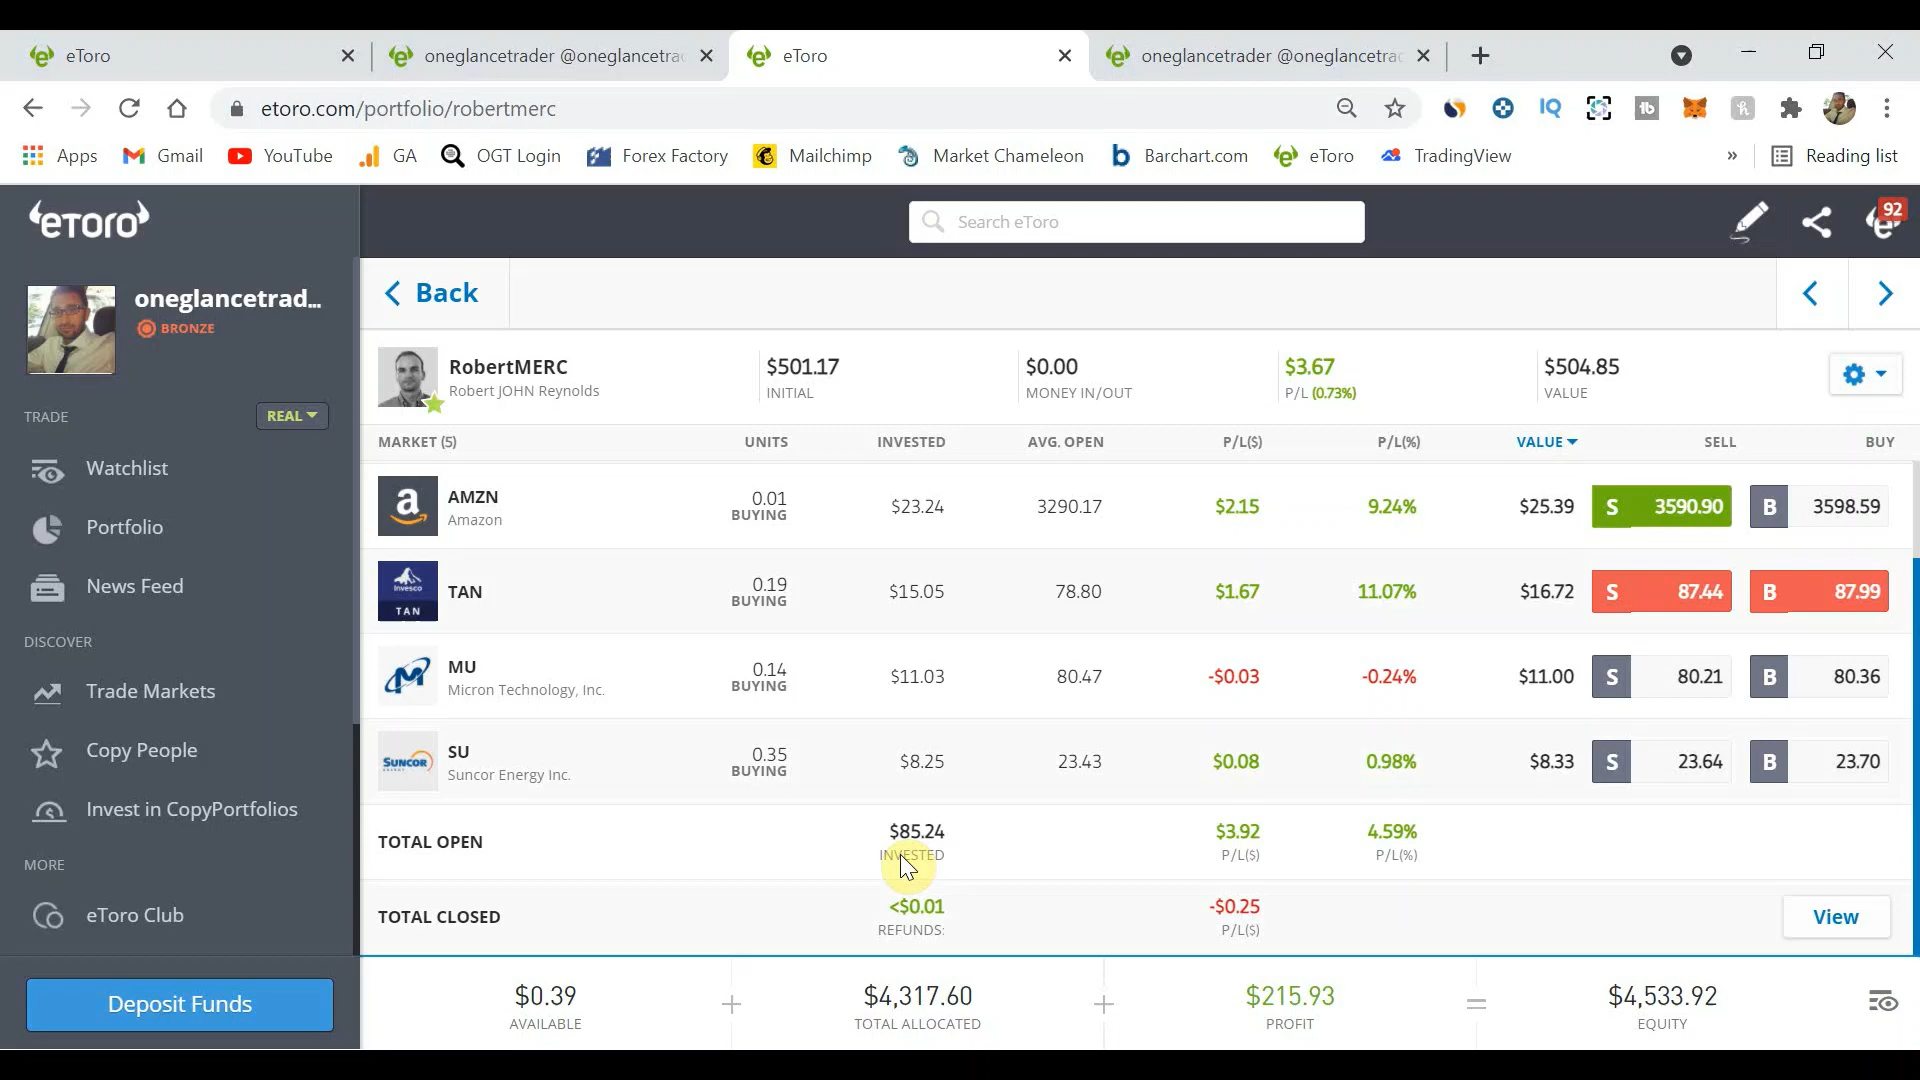 eToro
oneglancetrader @oneglancetrac
eToro
oneglancetrader @oneglancetrac
etoro.com/portfolio/robertmerc
IQ
tb
h
Apps
Gmail
YouTube
GA
OGT Login
Forex Factory
Mailchimp
Market Chameleon
Barchart.com
eToro
TradingView
»
Reading list
eTORO
Search eToro
92
oneglancetrad...
BRONZE
TRADE
REAL
Watchlist
Portfolio
News Feed
DISCOVER
Trade Markets
Copy People
Invest in CopyPortfolios
MORE
eToro Club
Deposit Funds
Back
RobertMERC
Robert JOHN Reynolds
$501.17
INITIAL
$0.00
MONEY IN/OUT
$3.67
P/L (0.73%)
$504.85
VALUE
MARKET (5) UNITS INVESTED AVG. OPEN P/L($) P/L(%) VALUE SELL BUY
AMZN
Amazon
0.01
BUYING
$23.24 3290.17 $2.15 9.24% $25.39 S 3590.90 B 3598.59
Invesco
TAN
TAN
0.19
BUYING
$15.05 78.80 $1.67 11.07% $16.72 S 87.44 B 87.99
MU
Micron Technology, Inc.
0.14
BUYING
$11.03 80.47 -$0.03 -0.24% $11.00 S 80.21 B 80.36
SUNCOR
ENERGY
SU
Suncor Energy Inc.
0.35
BUYING
$8.25 23.43 $0.08 0.98% $8.33 S 23.64 B 23.70
TOTAL OPEN
$85.24
INVESTED
$3.92
P/L($)
4.59%
P/L(%)
TOTAL CLOSED
<$0.01
REFUNDS:
-$0.25
P/L($)
View
$0.39
AVAILABLE
+
$4,317.60
TOTAL ALLOCATED
+
$215.93
PROFIT
=
$4,533.92
EQUITY